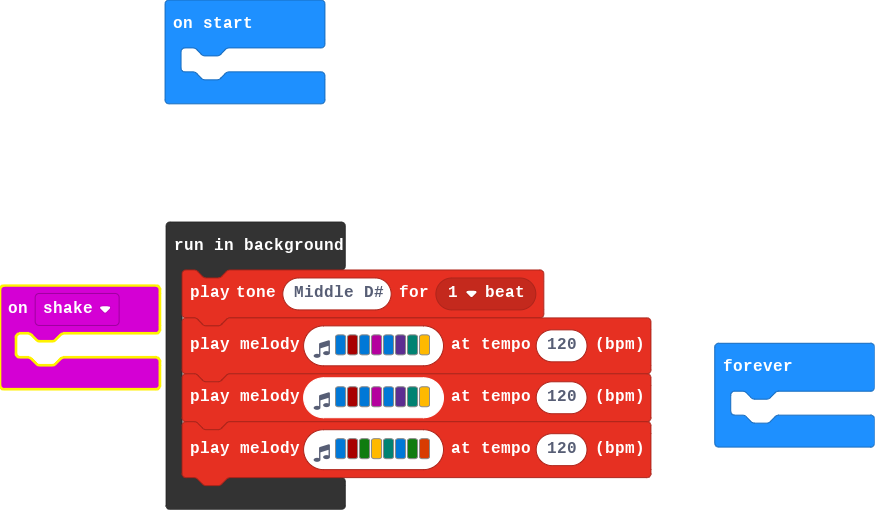 on start
run in background
play tone Middle D# for 1 beat
on shake
play melody at tempo 120 (bpm)
forever
play melody at tempo 120 (bpm)
play melody at tempo 120 (bpm)